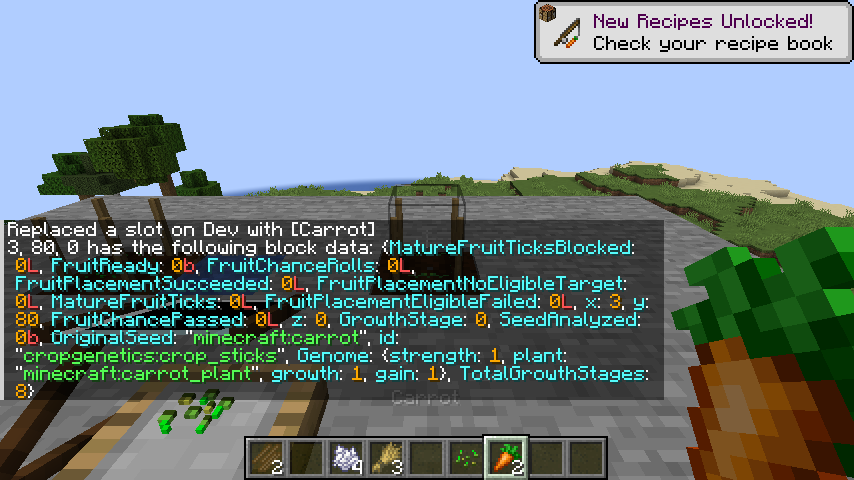 New Recipes Unlocked!
Check your recipe book
Replaced a slot on Dev with [Carrot]
3, 80, 0 has the following block data: {MatureFruitTicksBlocked:
0L, FruitReady: 0b, FruitChanceRolls: 0L,
FruitPlacementSucceeded: 0L, FruitPlacementNoEligibleTarget:
0L, MatureFruitTicks: 0L, FruitPlacementEligibleFailed: 0L, x: 3, y:
80, FruitChancePassed: 0L, z: 0, GrowthStage: 0, SeedAnalyzed:
0b, OriginalSeed: "minecraft:carrot", id:
"cropgenetics:crop_sticks", Genome: {strength: 1, plant:
"minecraft:carrot_plant", growth: 1, gain: 1}, TotalGrowthStages:
8}
Carrot
2 4 3 2